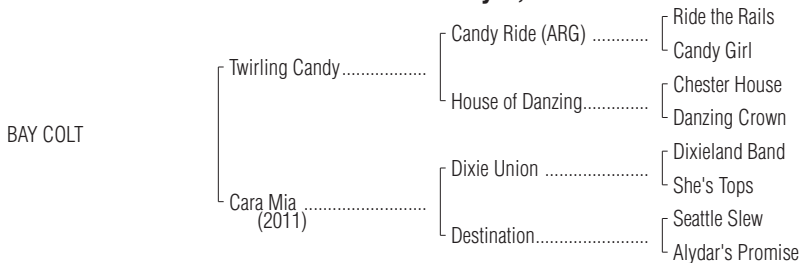 Ride the Rails
Candy Ride (ARG) ............
Candy Girl
Twirling Candy..................
Chester House
House of Danzing..............
Danzing Crown
BAY COLT
Dixieland Band
Dixie Union ......................
She's Tops
Cara Mia ..........................
(2011)
Seattle Slew
Destination........................
Alydar's Promise